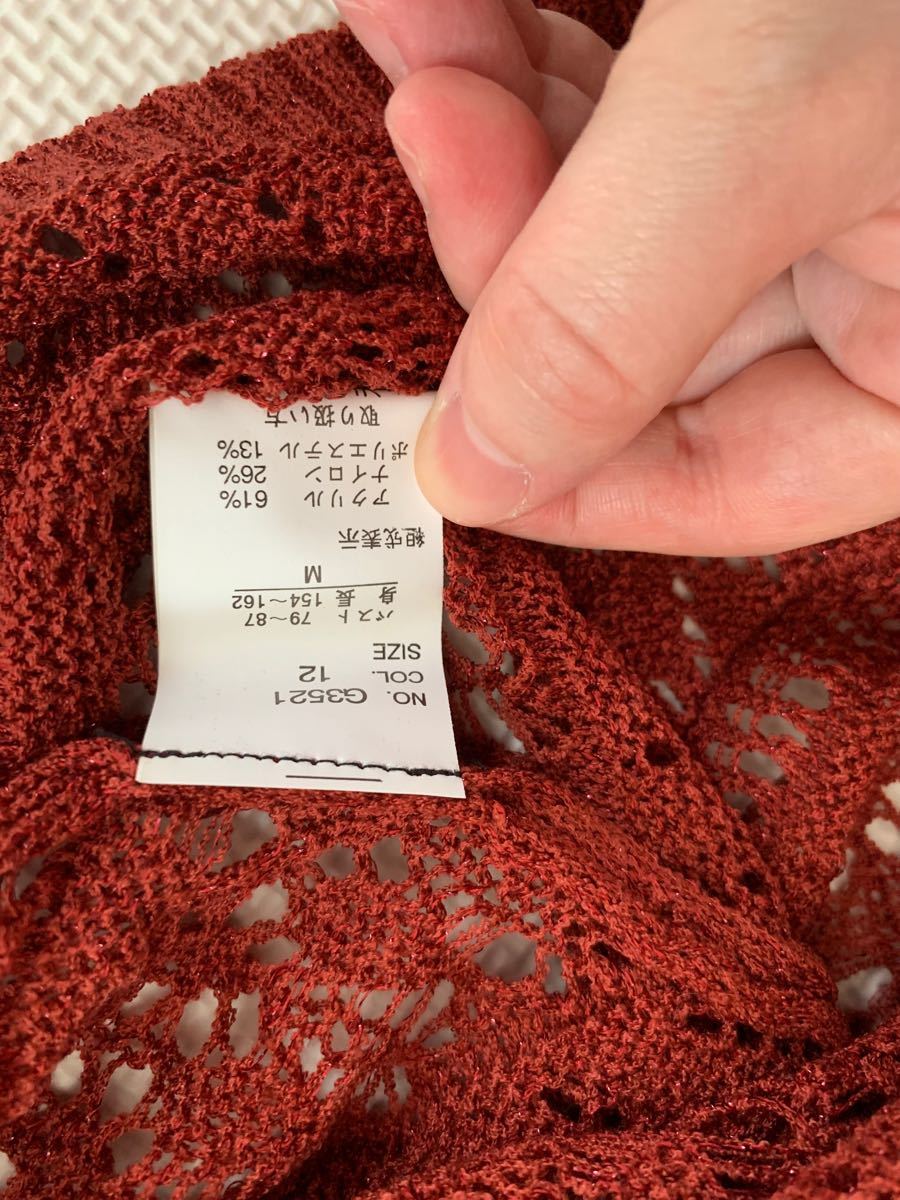 NO. G3521
COL. 12
SIZE
バスト 79〜87
身長 154〜162
M
組成表示
アクリル 61%
ナイロン 26%
ポリエステル 13%
取り扱い方